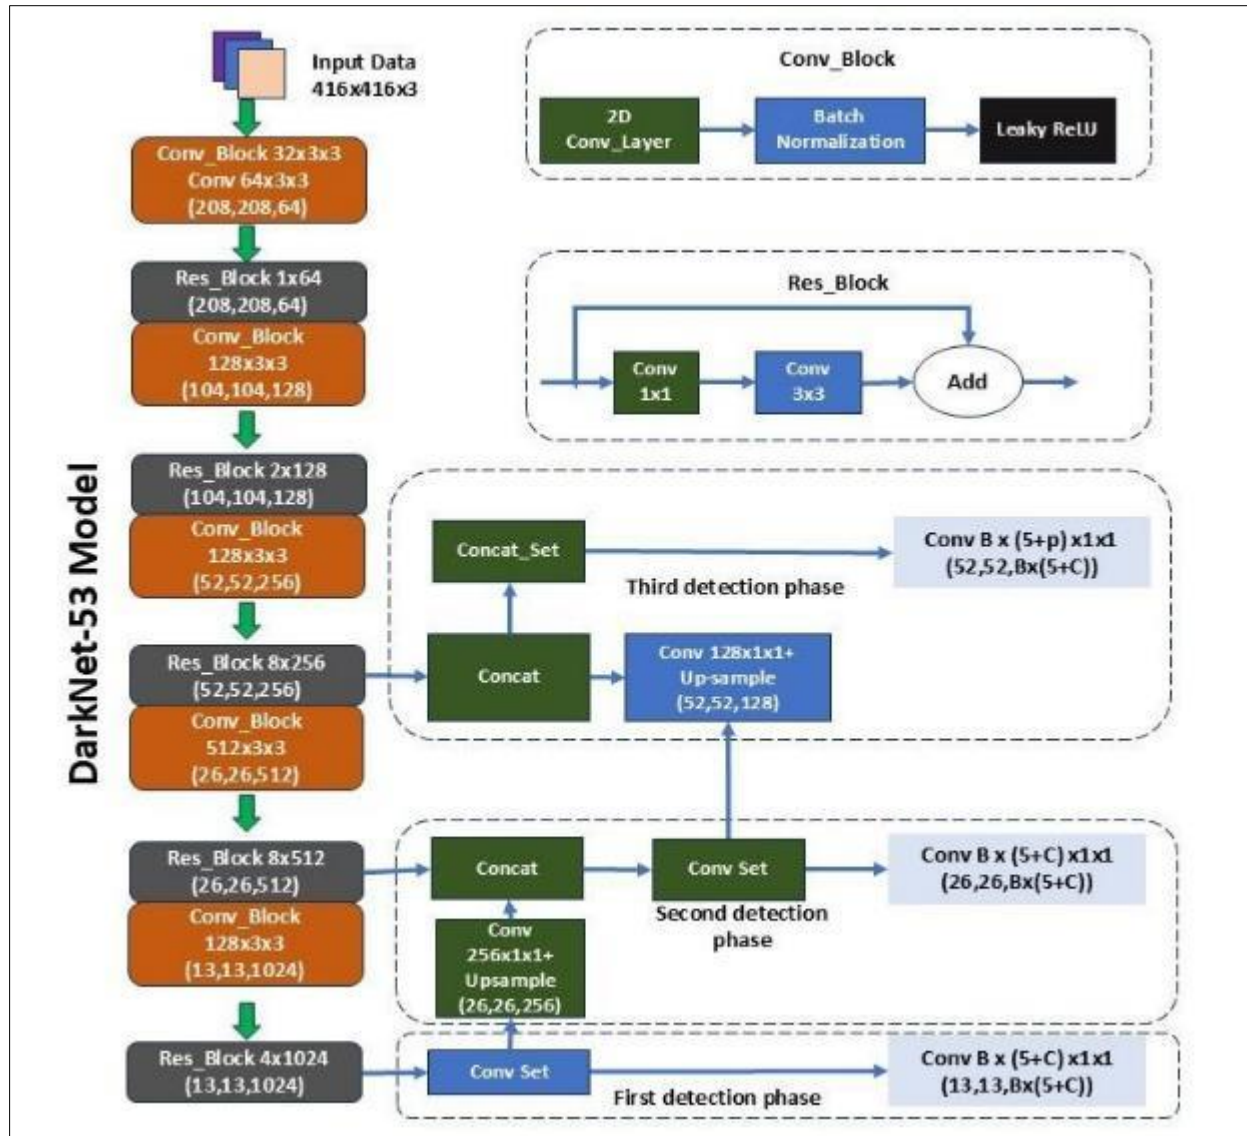 Input Data
416x416x3
Conv_Block 32x3x3
Conv 64x3x3
(208,208,64)
Res_Block 1x64
(208,208,64)
Conv_Block
128x3x3
(104,104,128)
Res_Block 2x128
(104,104,128)
Conv_Block
128x3x3
(52,52,256)
Res_Block 8x256
(52,52,256)
Conv_Block
512x3x3
(26,26,512)
Res_Block 8x512
(26,26,512)
Conv_Block
128x3x3
(13,13,1024)
Res_Block 4x1024
(13,13,1024)
DarkNet-53 Model
Conv_Block
2D
Conv_Layer
Batch
Normalization
Leaky ReLU
Res_Block
Conv
1x1
Conv
3x3
Add
Concat_Set
Conv B x (5+p) x1x1
(52,52,Bx(5+C))
Third detection phase
Concat
Conv 128x1x1+
Up-sample
(52,52,128)
Concat
Conv Set
Conv B x (5+C) x1x1
(26,26,Bx(5+C))
Second detection
phase
Conv
256x1x1+
Upsample
(26,26,256)
Conv Set
Conv B x (5+C) x1x1
(13,13,Bx(5+C))
First detection phase